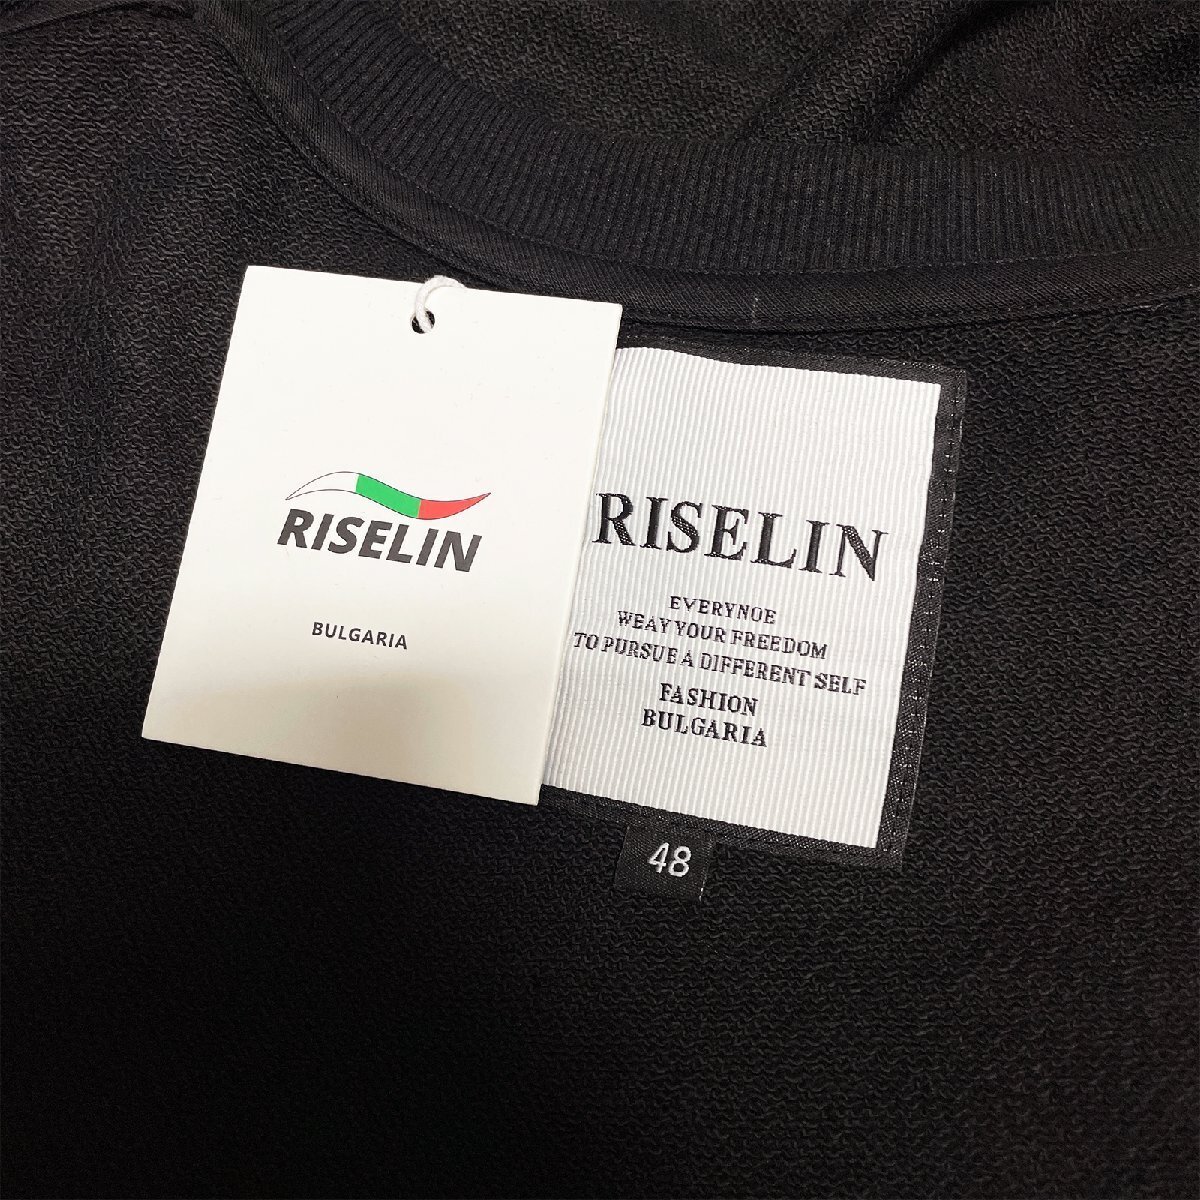 RISELIN
BULGARIA
RISELIN
EVERYNOE
WEAY YOUR FREEDOM
TO PURSUE A DIFFERENT SELF
FASHION
BULGARIA
48